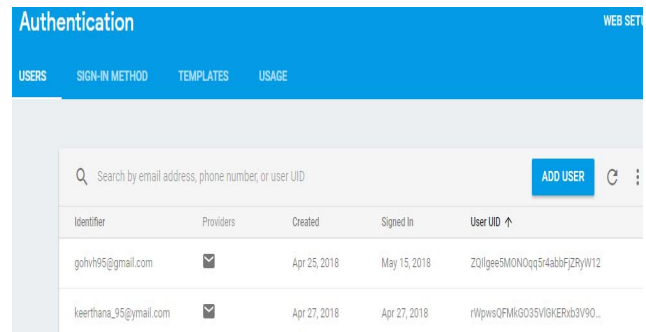 Authentication
WEB SETU
USERS SIGN-IN METHOD TEMPLATES USAGE
Search by email address, phone number, or user UID
ADD USER
Identifier Providers Created Signed In User UID ↑
gohvh95@gmail.com Apr 25, 2018 May 15, 2018 ZQIlgee5MONOqq5r4abbFjZRyW12
keerthana_95@ymail.com Apr 27, 2018 Apr 27, 2018 rWpwsQFMkGO35VlGKERxb3V9O...